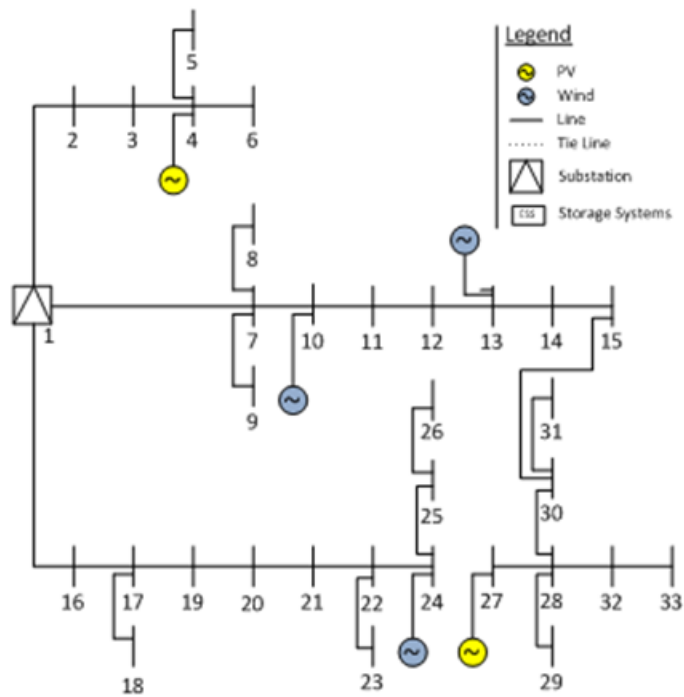 Legend
PV
Wind
Line
Tie Line
Substation
CSS Storage Systems
5
2 3 4 6
~
8
~
1
7 10 11 12 13 14 15
~
9
26 31
25 30
16 17 19 20 21 22 24 27 28 32 33
~ ~
18 23 29